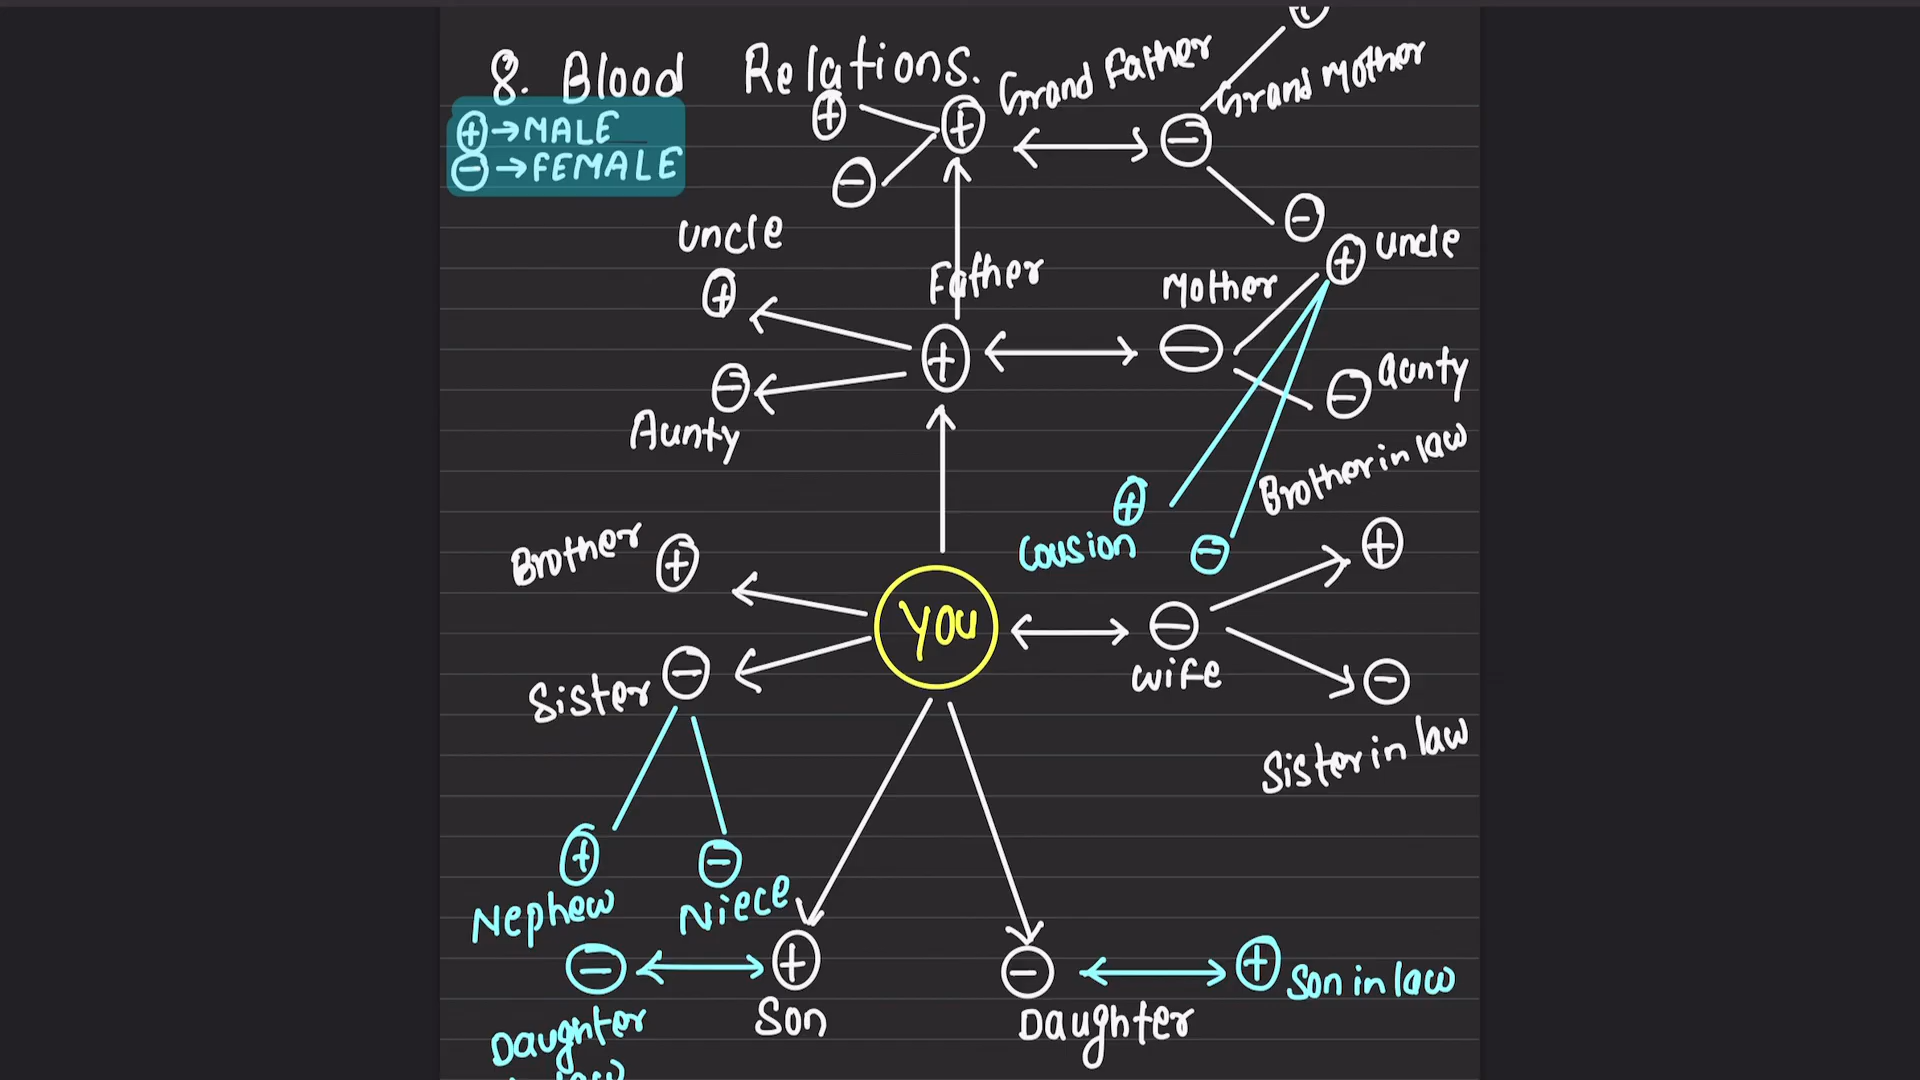 8. Blood Relations.
⊕→MALE
⊖→FEMALE
Grand Father
Grand Mother
uncle
Father
Mother
uncle
Aunty
aunty
Brother in law
Brother
Cousion
YOU
wife
Sister
Sister in law
Nephew
Niece
Son in law
Son
Daughter
Daughter